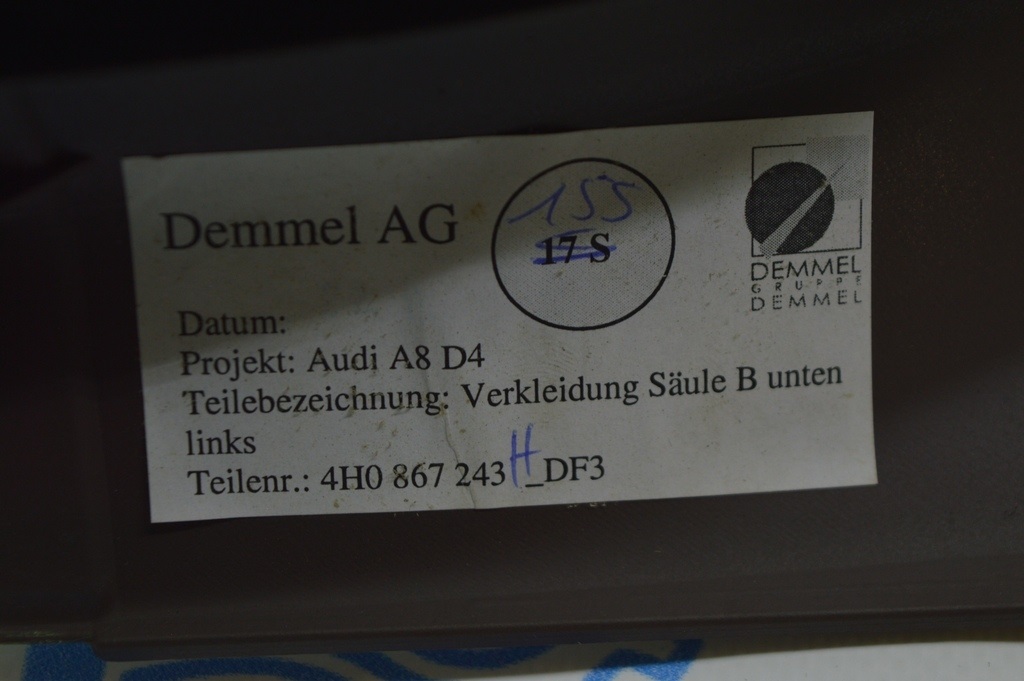 Demmel AG
155
17 S
DEMMEL
GRUPPE
DEMMEL
Datum:
Projekt: Audi A8 D4
Teilebezeichnung: Verkleidung Säule B unten
links
Teilenr.: 4H0 867 243H_DF3